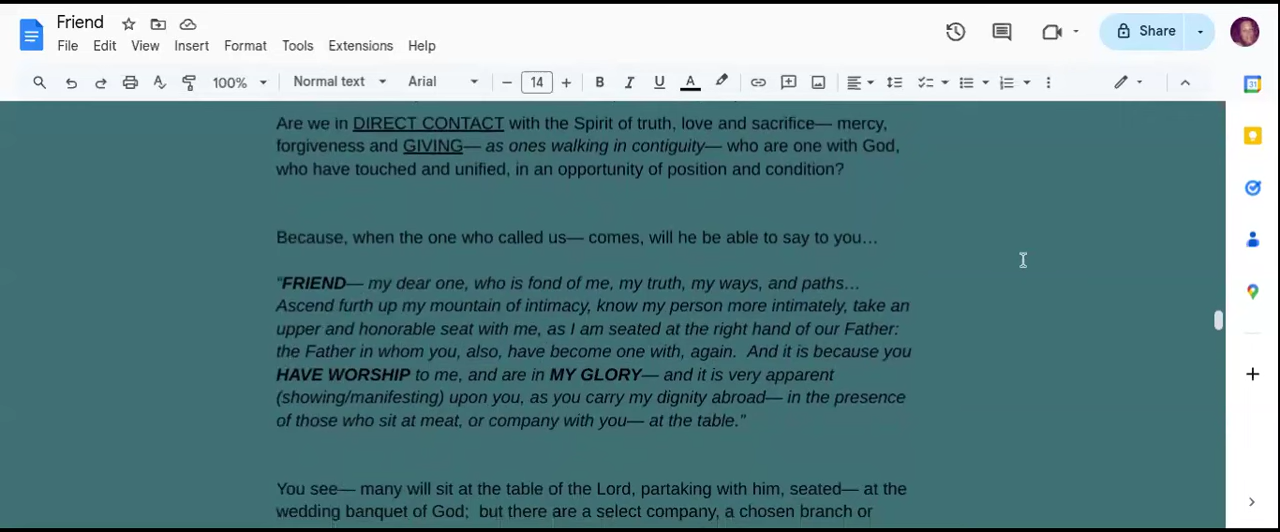 Friend
File Edit View Insert Format Tools Extensions Help
Share
100% Normal text Arial 14 B I U A
31
Are we in DIRECT CONTACT with the Spirit of truth, love and sacrifice— mercy,
forgiveness and GIVING— as ones walking in contiguity— who are one with God,
who have touched and unified, in an opportunity of position and condition?
Because, when the one who called us— comes, will he be able to say to you…
“FRIEND— my dear one, who is fond of me, my truth, my ways, and paths…
Ascend furth up my mountain of intimacy, know my person more intimately, take an
upper and honorable seat with me, as I am seated at the right hand of our Father:
the Father in whom you, also, have become one with, again.  And it is because you
HAVE WORSHIP to me, and are in MY GLORY— and it is very apparent
(showing/manifesting) upon you, as you carry my dignity abroad— in the presence
of those who sit at meat, or company with you— at the table.”
You see— many will sit at the table of the Lord, partaking with him, seated— at the
wedding banquet of God;  but there are a select company, a chosen branch or